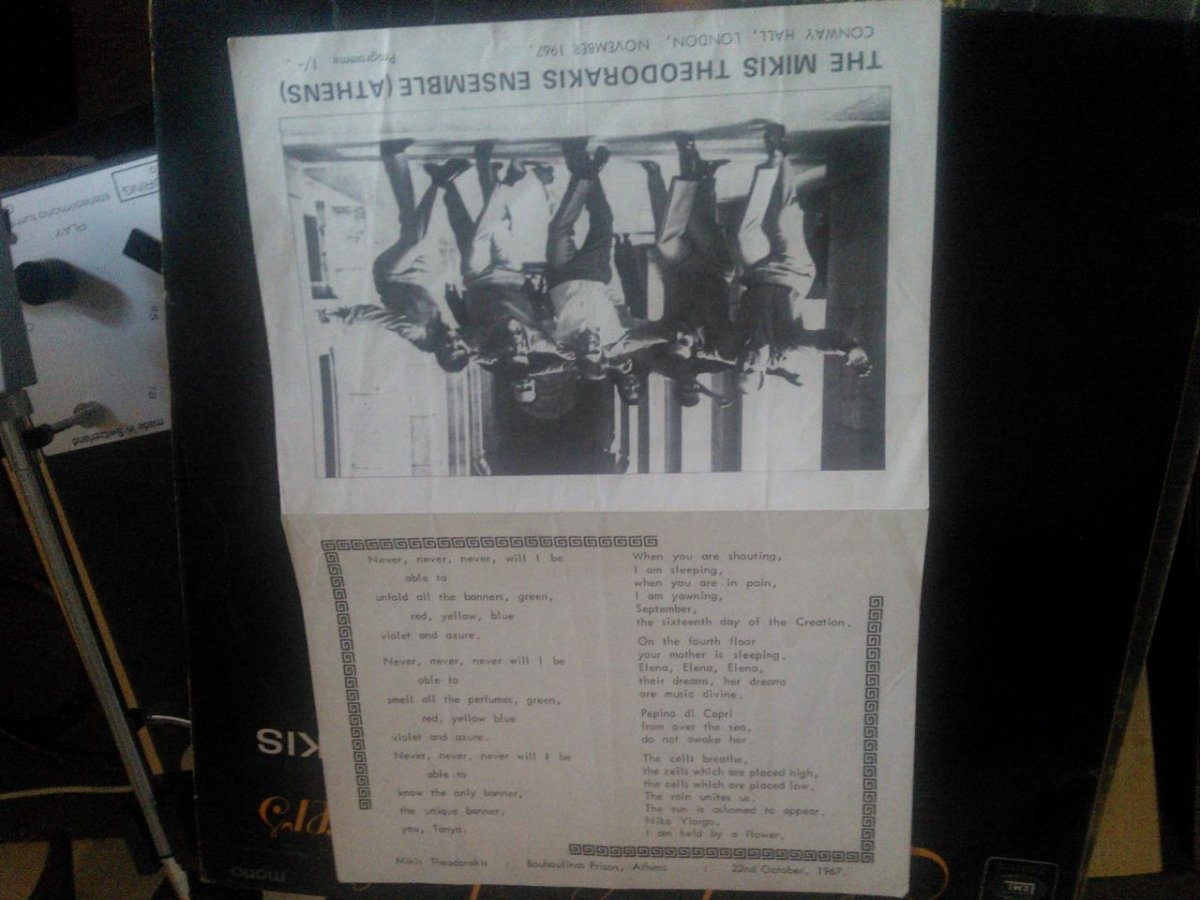 THE MIKIS THEODORAKIS ENSEMBLE (ATHENS)
CONWAY HALL, LONDON, NOVEMBER 1967.
Programme 1/-.
Never, never, never, will I be
able to
unfold all the banners, green,
red, yellow, blue
violet and azure.
Never, never, never will I be
able to
smell all the perfumes, green,
red, yellow blue
violet and azure.
Never, never, never will I be
able to
know the only banner,
the unique banner,
you, Tanya.
When you are shouting,
I am sleeping,
when you are in pain,
I am yawning,
September,
the sixteenth day of the Creation.
On the fourth floor
your mother is sleeping.
Elena, Elena, Elena,
their dreams, her dreams
are music divine.
Pepino di Capri
from over the sea,
do not awake her.
The cells breathe,
the cells which are placed high,
the cells which are placed low.
The rain unites us.
The sun is ashamed to appear.
Niko Yiorgo,
I am held by a flower.
Mikis Theodorakis : Bouboulinas Prison, Athens : 22nd October, 1967.
PLAY
45
78
made in Switzerland
KIS
mono
EMI